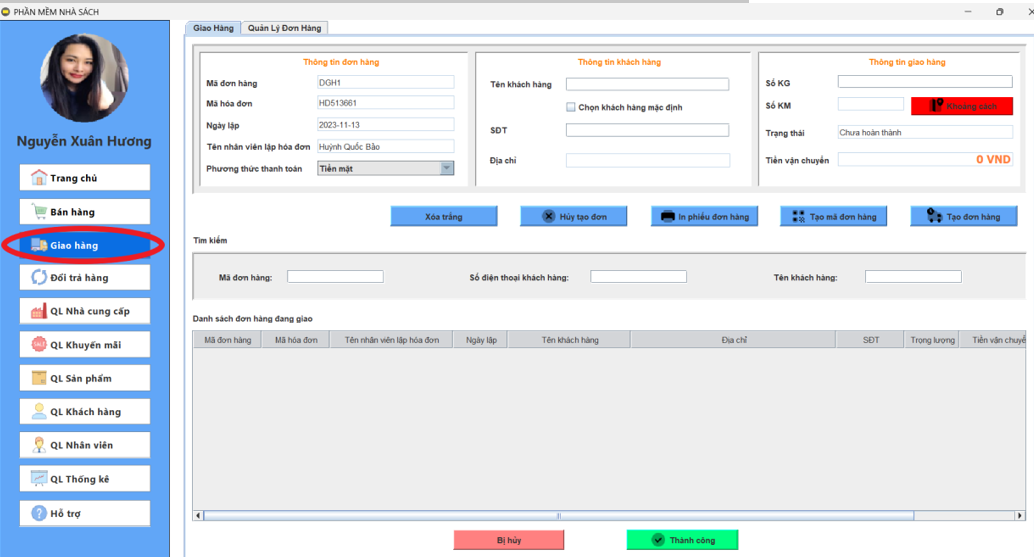 PHẦN MỀM NHÀ SÁCH
Nguyễn Xuân Hương
Trang chủ
Bán hàng
Giao hàng
Đổi trả hàng
QL Nhà cung cấp
QL Khuyến mãi
QL Sản phẩm
QL Khách hàng
QL Nhân viên
QL Thống kê
Hỗ trợ
Giao Hàng Quản Lý Đơn Hàng
Thông tin đơn hàng
Mã đơn hàng DGH1
Mã hóa đơn HD513661
Ngày lập 2023-11-13
Tên nhân viên lập hóa đơn Huỳnh Quốc Bảo
Phương thức thanh toán Tiền mặt
Thông tin khách hàng
Tên khách hàng
Chọn khách hàng mặc định
SĐT
Địa chỉ
Thông tin giao hàng
Số KG
Số KM Khoảng cách
Trạng thái Chưa hoàn thành
Tiền vận chuyển 0 VND
Xóa trắng Hủy tạo đơn In phiếu đơn hàng Tạo mã đơn hàng Tạo đơn hàng
Tìm kiếm
Mã đơn hàng: Số điện thoại khách hàng: Tên khách hàng:
Danh sách đơn hàng đang giao
Mã đơn hàng Mã hóa đơn Tên nhân viên lập hóa đơn Ngày lập Tên khách hàng Địa chỉ SĐT Trọng lượng Tiền vận chuyể
Bị hủy Thành công